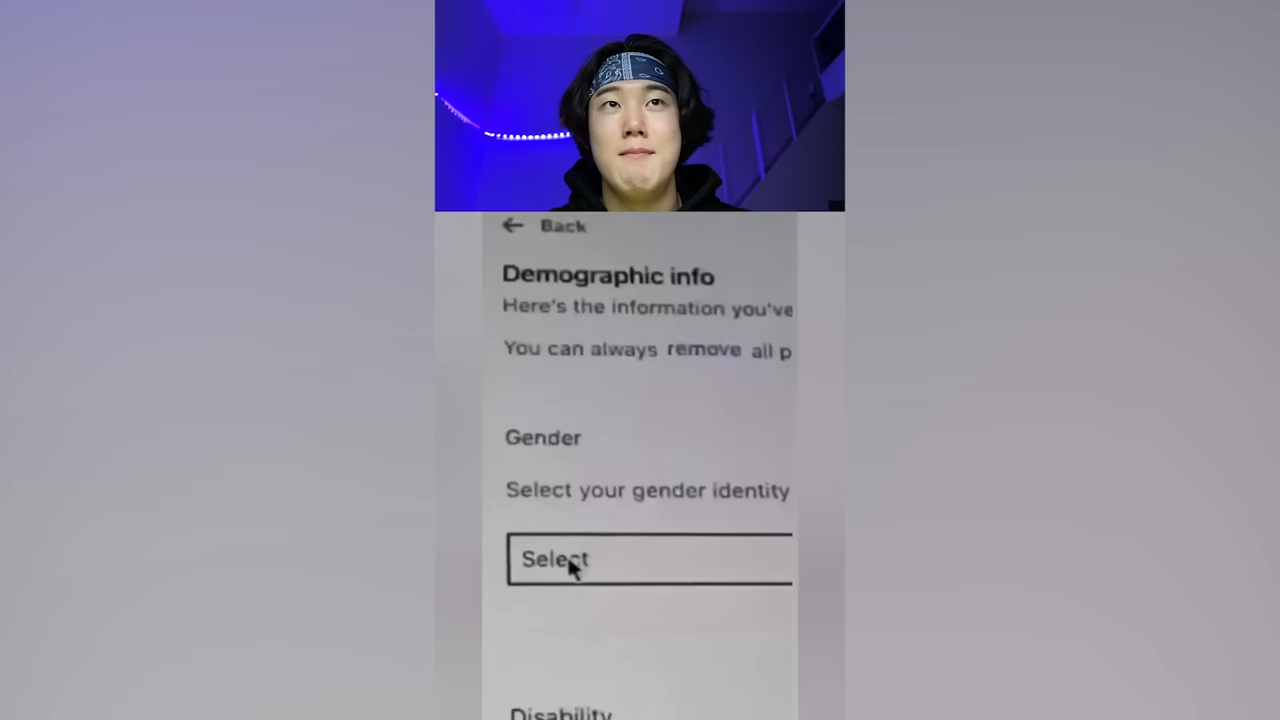 ← Back
Demographic info
Here's the information you've
You can always remove all p
Gender
Select your gender identity
Select
Disability